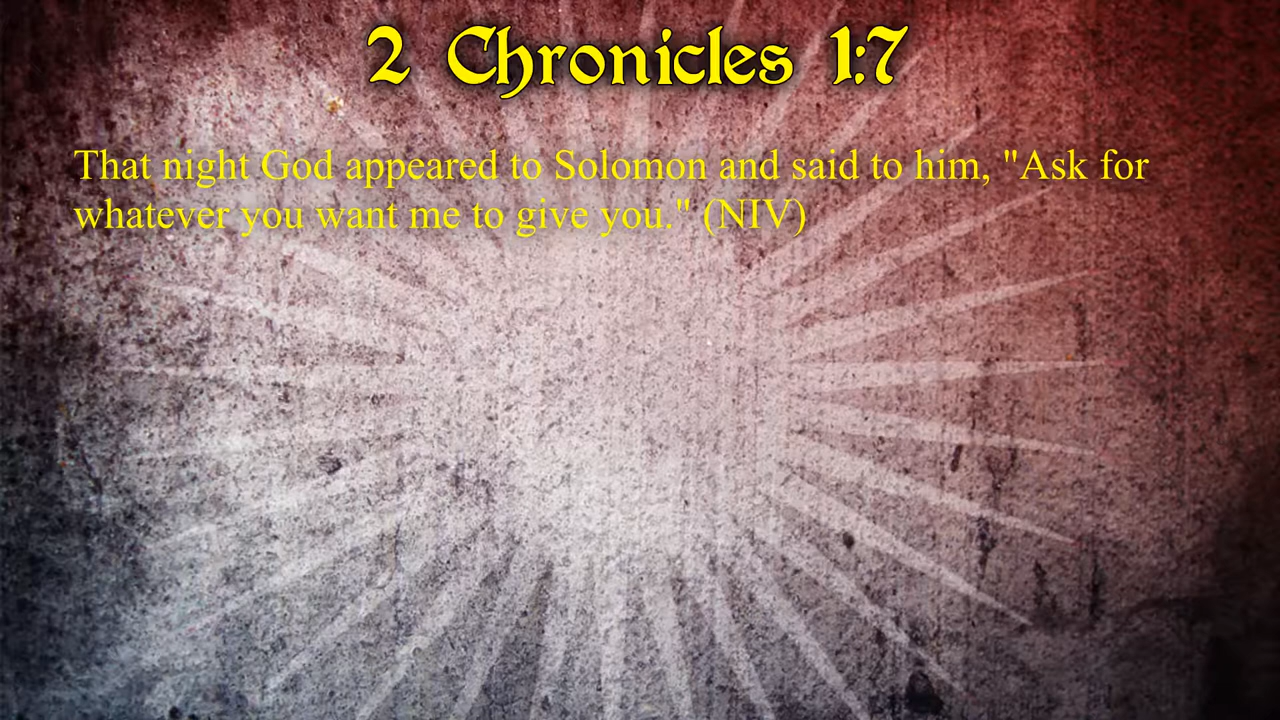 2 Chronicles 1:7
That night God appeared to Solomon and said to him, "Ask for
whatever you want me to give you." (NIV)